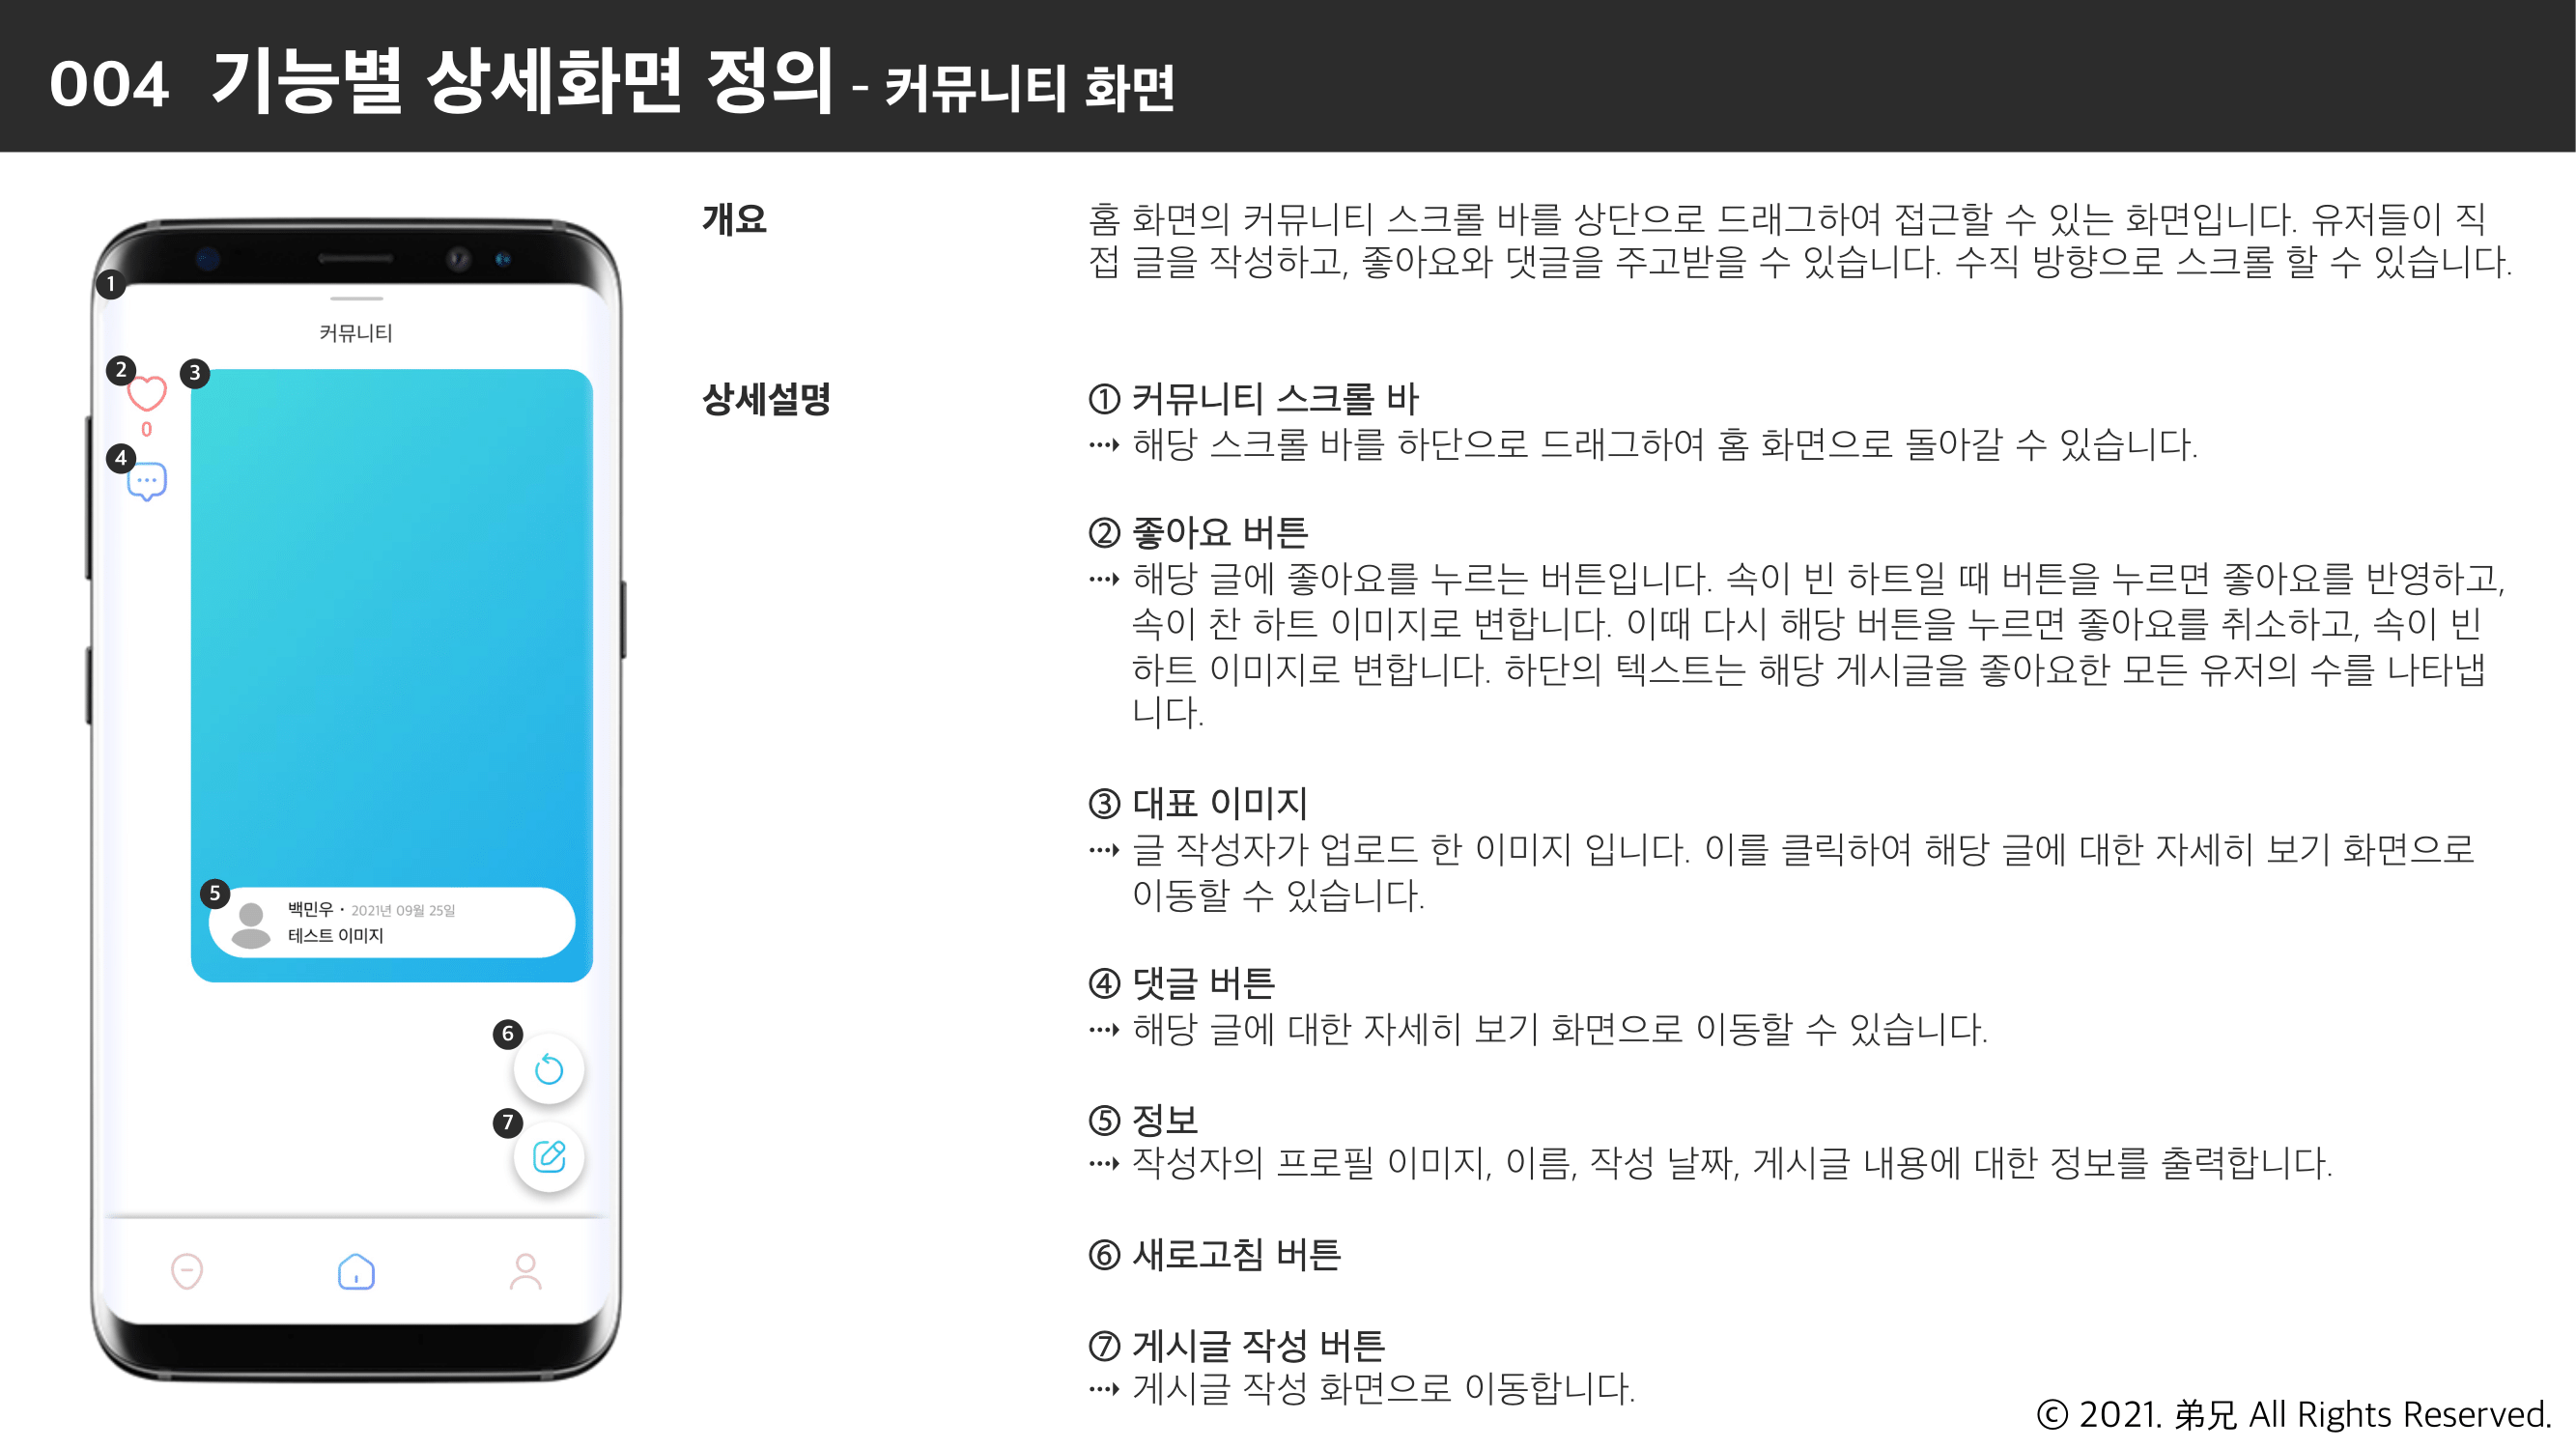 004 기능별 상세화면 정의 - 커뮤니티 화면
1
커뮤니티
2
3
0
4
5
백민우 · 2021년 09월 25일
테스트 이미지
6
7
개요
홈 화면의 커뮤니티 스크롤 바를 상단으로 드래그하여 접근할 수 있는 화면입니다. 유저들이 직
접 글을 작성하고, 좋아요와 댓글을 주고받을 수 있습니다. 수직 방향으로 스크롤 할 수 있습니다.
상세설명
① 커뮤니티 스크롤 바
⤑ 해당 스크롤 바를 하단으로 드래그하여 홈 화면으로 돌아갈 수 있습니다.
② 좋아요 버튼
⤑ 해당 글에 좋아요를 누르는 버튼입니다. 속이 빈 하트일 때 버튼을 누르면 좋아요를 반영하고,
속이 찬 하트 이미지로 변합니다. 이때 다시 해당 버튼을 누르면 좋아요를 취소하고, 속이 빈
하트 이미지로 변합니다. 하단의 텍스트는 해당 게시글을 좋아요한 모든 유저의 수를 나타냅
니다.
③ 대표 이미지
⤑ 글 작성자가 업로드 한 이미지 입니다. 이를 클릭하여 해당 글에 대한 자세히 보기 화면으로
이동할 수 있습니다.
④ 댓글 버튼
⤑ 해당 글에 대한 자세히 보기 화면으로 이동할 수 있습니다.
⑤ 정보
⤑ 작성자의 프로필 이미지, 이름, 작성 날짜, 게시글 내용에 대한 정보를 출력합니다.
⑥ 새로고침 버튼
⑦ 게시글 작성 버튼
⤑ 게시글 작성 화면으로 이동합니다.
ⓒ 2021. 弟兄 All Rights Reserved.